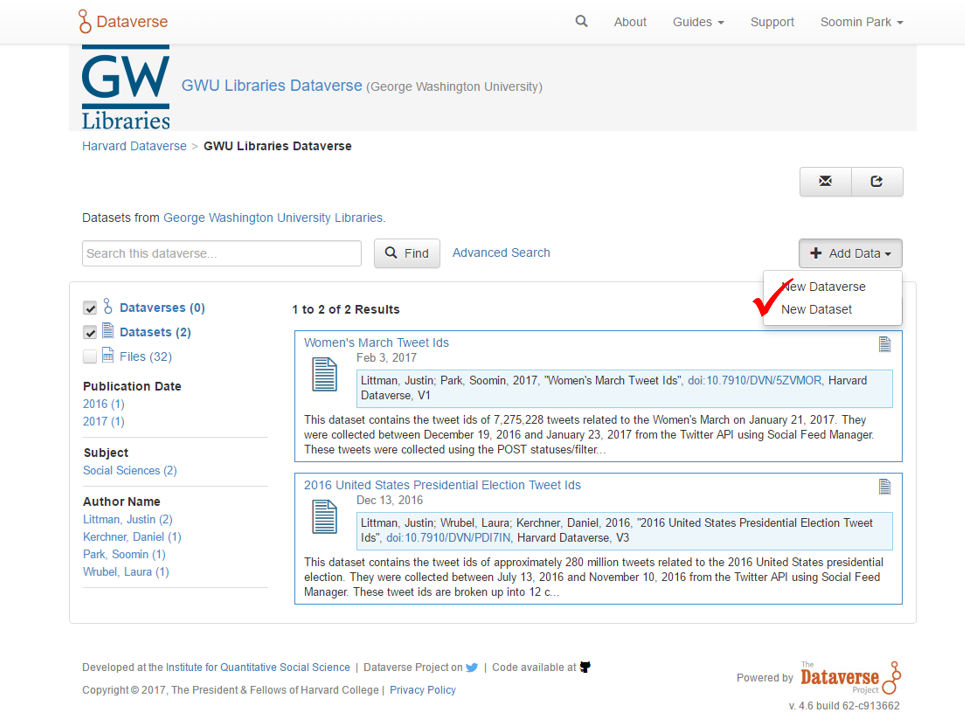 Dataverse
About
Guides
Support
Soomin Park
GW
Libraries
GWU Libraries Dataverse (George Washington University)
Harvard Dataverse > GWU Libraries Dataverse
Datasets from George Washington University Libraries.
Search this dataverse...
Find
Advanced Search
Add Data
New Dataverse
New Dataset
Dataverses (0)
Datasets (2)
Files (32)
Publication Date
2016 (1)
2017 (1)
Subject
Social Sciences (2)
Author Name
Littman, Justin (2)
Kerchner, Daniel (1)
Park, Soomin (1)
Wrubel, Laura (1)
1 to 2 of 2 Results
Women's March Tweet Ids
Feb 3, 2017
Littman, Justin; Park, Soomin, 2017, "Women's March Tweet Ids", doi:10.7910/DVN/5ZVMOR, Harvard
Dataverse, V1
This dataset contains the tweet ids of 7,275,228 tweets related to the Women's March on January 21, 2017. They
were collected between December 19, 2016 and January 23, 2017 from the Twitter API using Social Feed Manager.
These tweets were collected using the POST statuses/filter...
2016 United States Presidential Election Tweet Ids
Dec 13, 2016
Littman, Justin; Wrubel, Laura; Kerchner, Daniel, 2016, "2016 United States Presidential Election Tweet
Ids", doi:10.7910/DVN/PDI7IN, Harvard Dataverse, V3
This dataset contains the tweet ids of approximately 280 million tweets related to the 2016 United States presidential
election. They were collected between July 13, 2016 and November 10, 2016 from the Twitter API using Social Feed
Manager. These tweet ids are broken up into 12 c...
Developed at the Institute for Quantitative Social Science | Dataverse Project on | Code available at
Copyright © 2017, The President & Fellows of Harvard College | Privacy Policy
Powered by
The
Dataverse
Project
v. 4.6 build 62-c913662